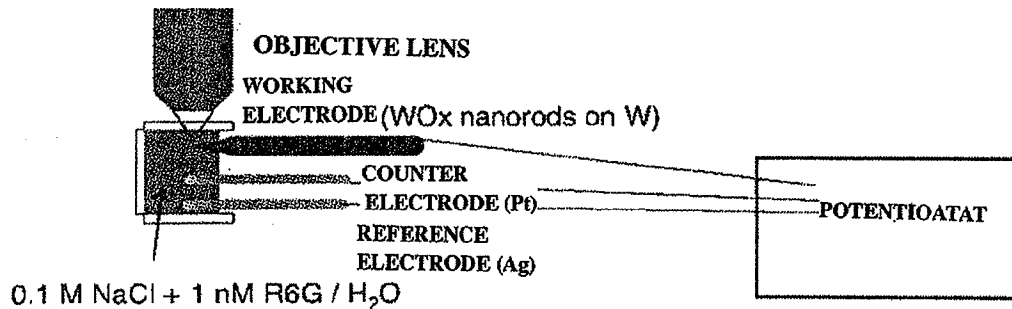 OBJECTIVE LENS
WORKING
ELECTRODE (WOx nanorods on W)
COUNTER
ELECTRODE (Pt)
REFERENCE
ELECTRODE (Ag)
POTENTIOATAT
0.1 M NaCl + 1 nM R6G / H₂O